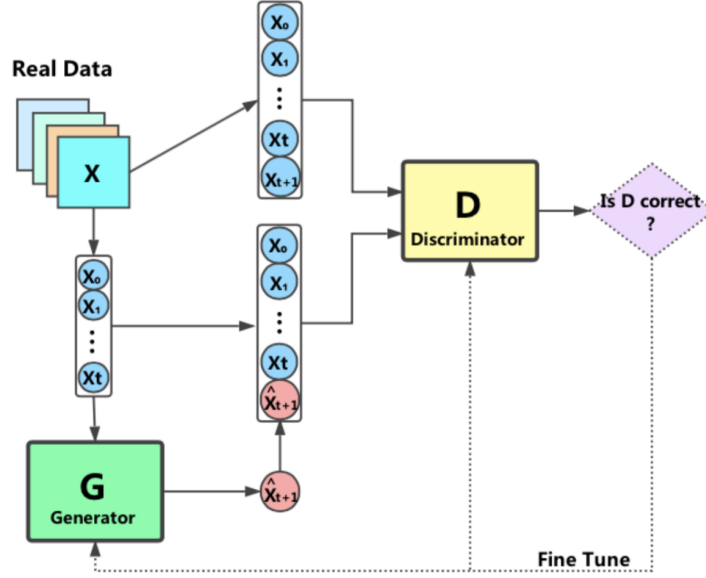 Real Data
X
X₀
X₁
⋮
Xt
Xₜ₊₁
X₀
X₁
⋮
Xt
X₀
X₁
⋮
Xt
X̂ₜ₊₁
G
Generator
X̂ₜ₊₁
D
Discriminator
Is D correct
?
Fine Tune